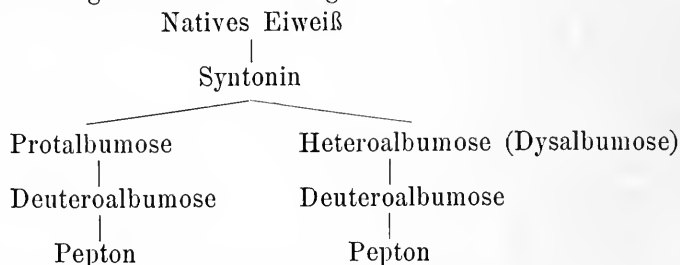 Natives Eiweiß
Syntonin
Protalbumose Heteroalbumose (Dysalbumose)
Deuteroalbumose Deuteroalbumose
Pepton Pepton